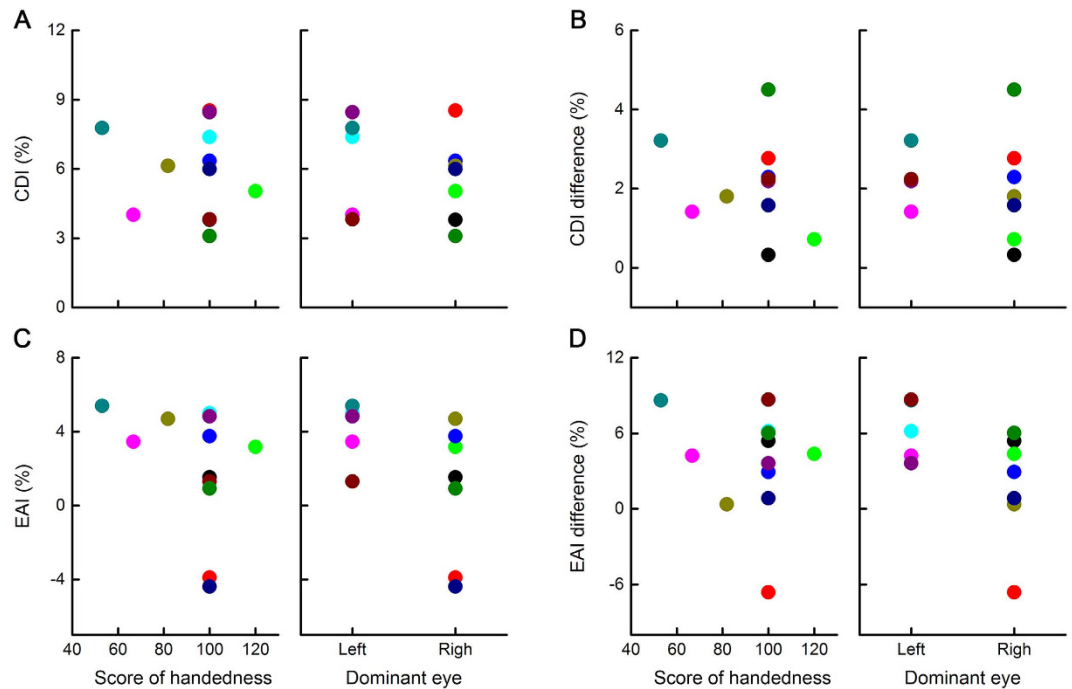 A
B
12
9
6
3
0
CDI (%)
6
4
2
0
CDI difference (%)
C
D
8
4
0
-4
EAI (%)
40 60 80 100 120
Score of handedness
Left Righ
Dominant eye
12
6
0
-6
EAI difference (%)
40 60 80 100 120
Score of handedness
Left Righ
Dominant eye